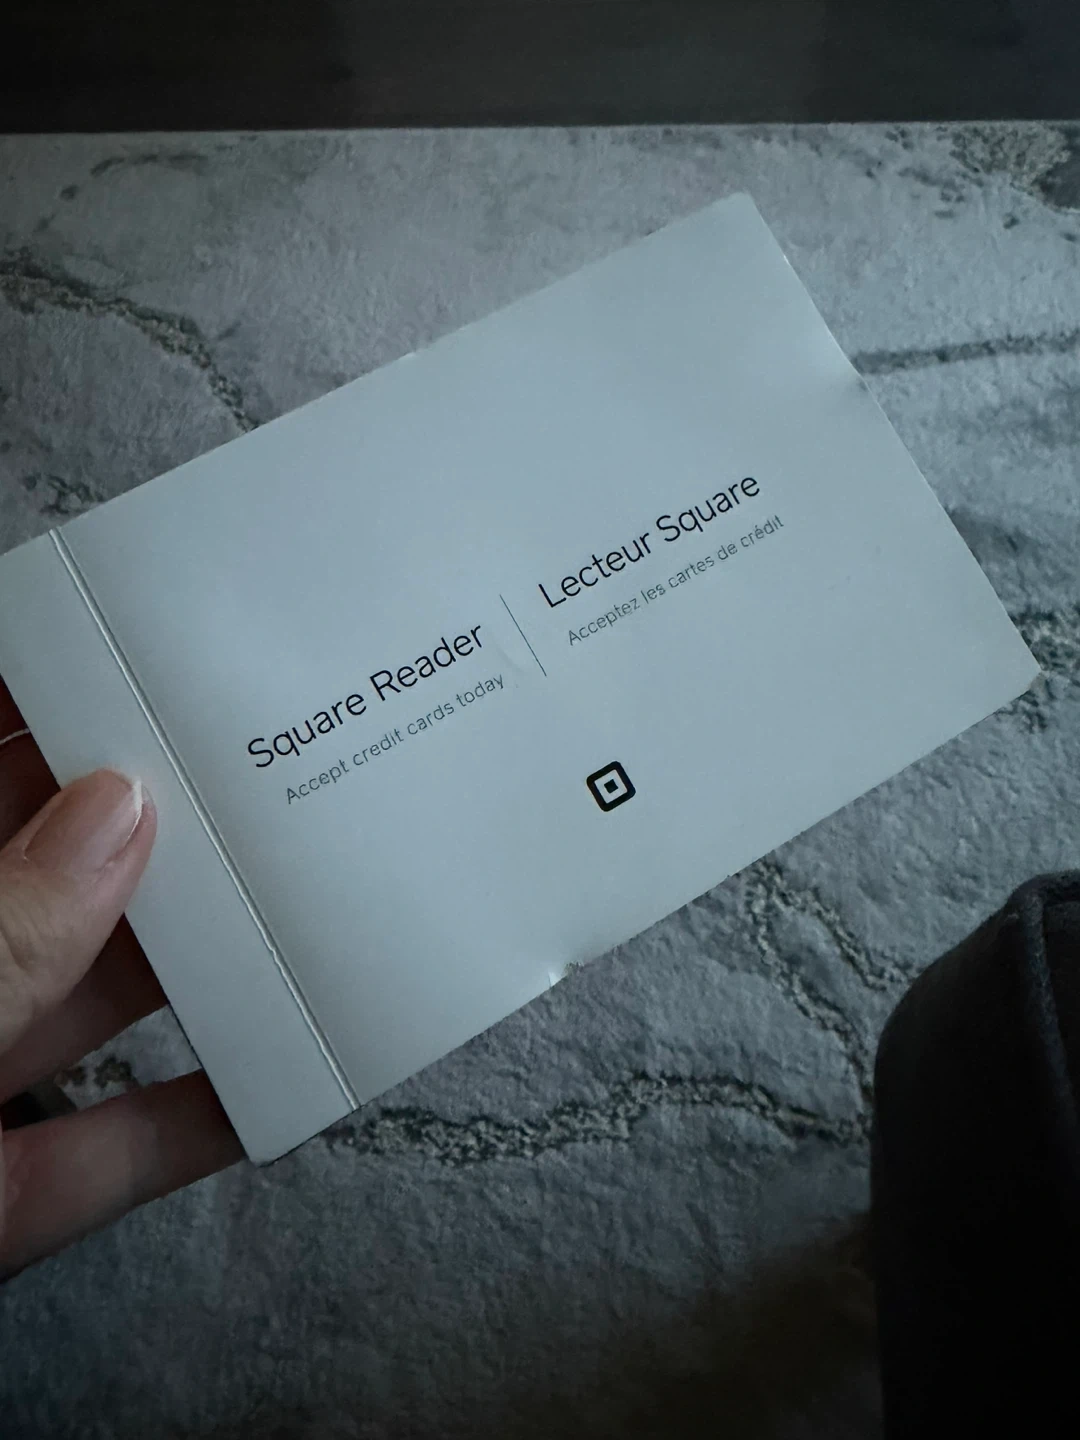 Square Reader
Accept credit cards today
Lecteur Square
Acceptez les cartes de crédit